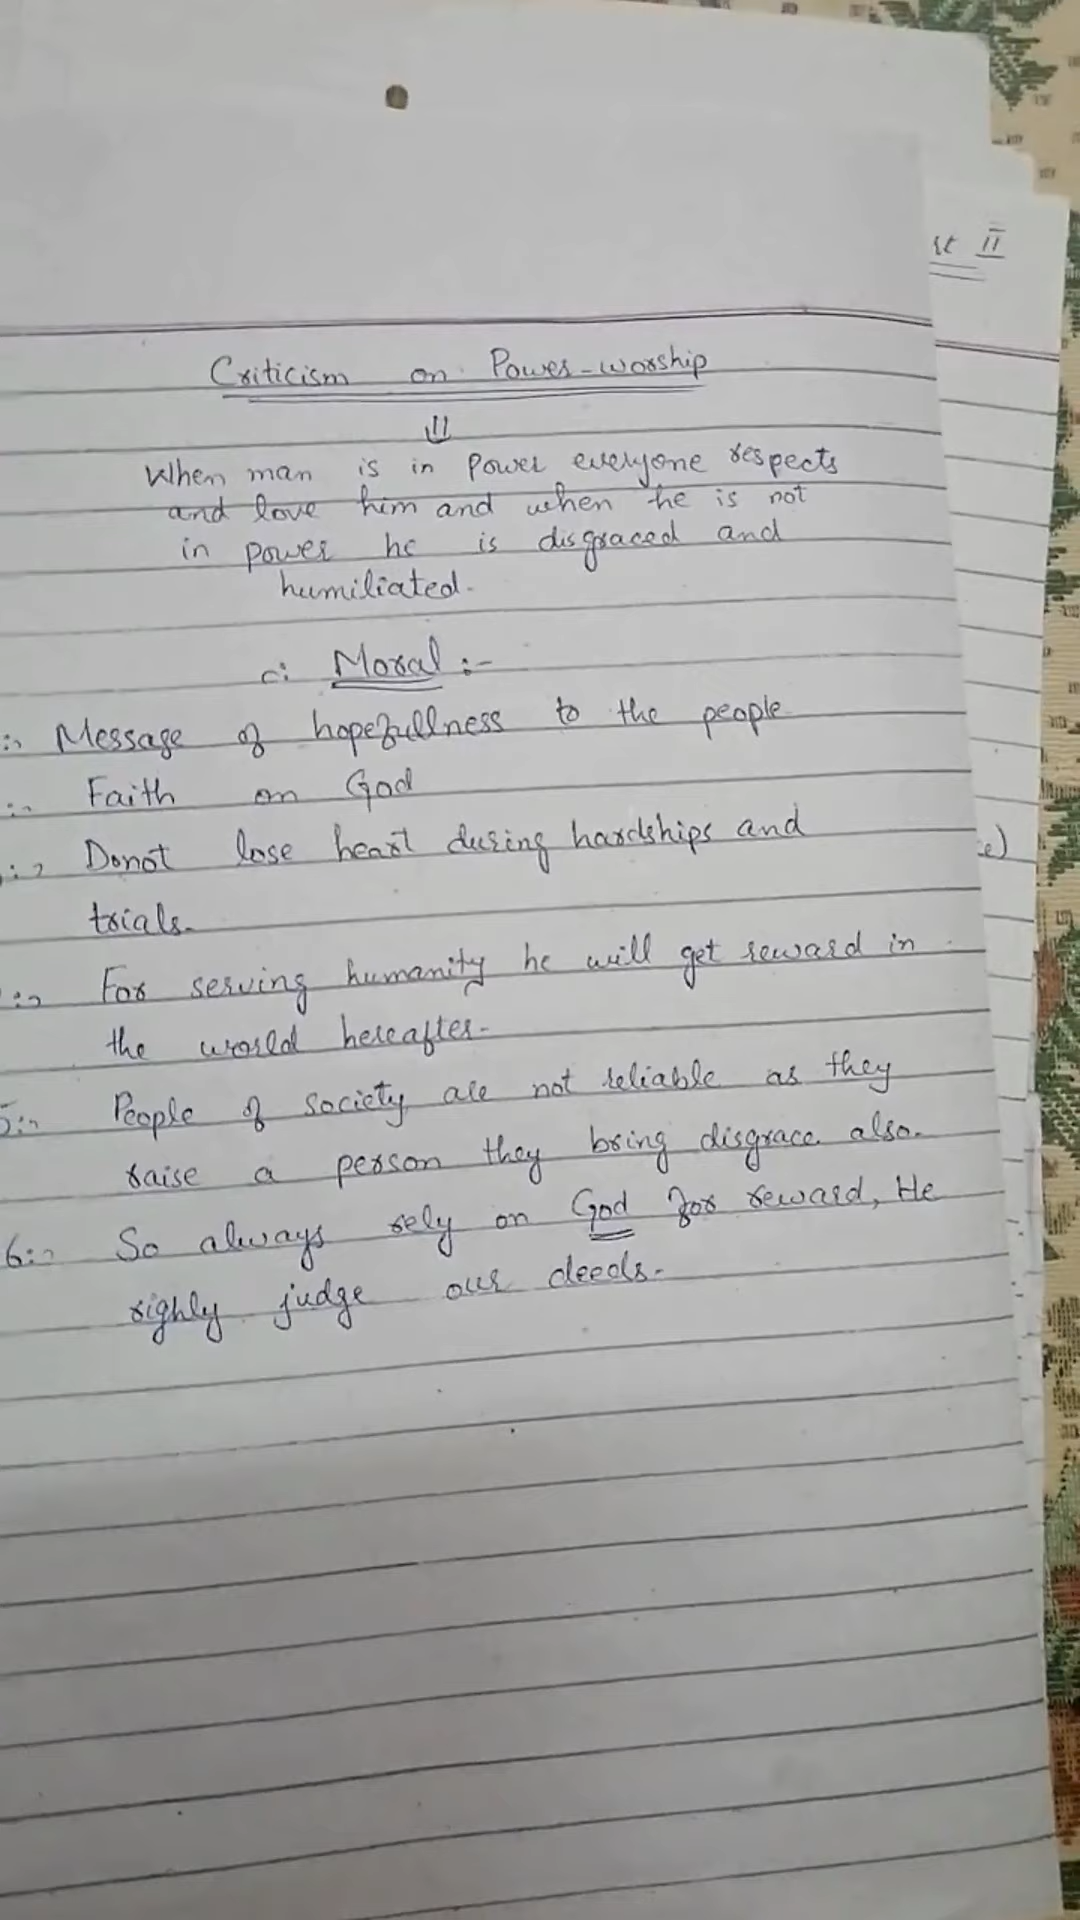 st II
Criticism on Power-worship
⇓
When man is in Power everyone respects
and love him and when he is not
in power he is disgraced and
humiliated.
c: Moral :-
:- Message of hopefullness to the people
:- Faith on God
:- Donot lose heart during hardships and
trials.
:- For serving humanity he will get reward in
the world hereafter.
5:- People of society are not reliable as they
raise a person they bring disgrace also.
6:- So always rely on God for reward, He
righly judge our deeds.
e)